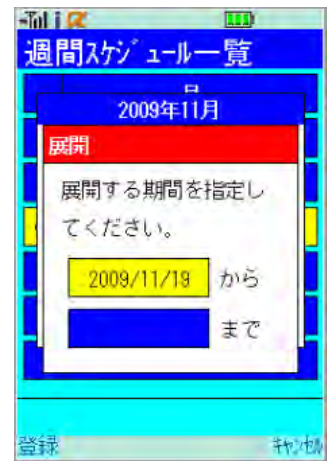 週間ｽｹｼﾞｭｰﾙ一覧
2009年11月
展開
展開する期間を指定し
てください。
2009/11/19 から
まで
登録 ｷｬﾝｾﾙ